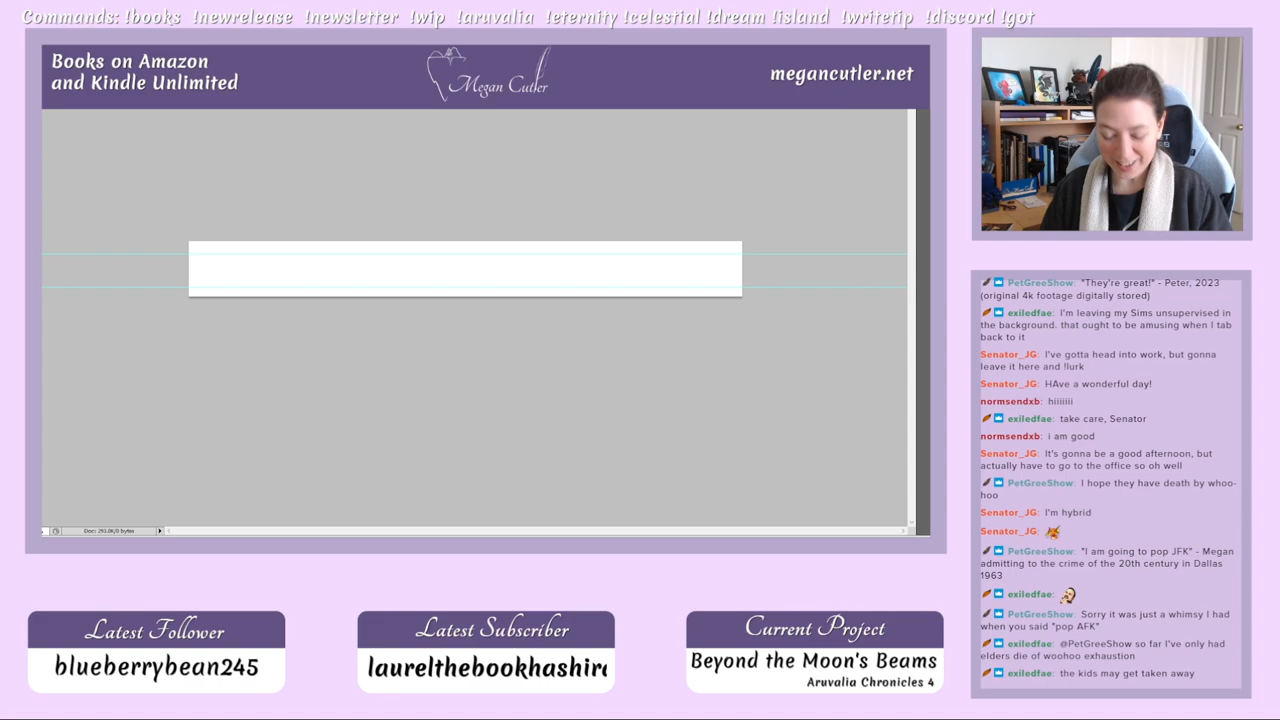 Commands: !books !newrelease !newsletter !wip !aruvalia !eternity !celestial !dream !island !writetip !discord !got
Books on Amazon
and Kindle Unlimited
Megan Cutler
megancutler.net
PetGreeShow: "They're great!" - Peter, 2023
(original 4k footage digitally stored)
exiledfae: I'm leaving my Sims unsupervised in
the background. that ought to be amusing when I tab
back to it
Senator_JG: I've gotta head into work, but gonna
leave it here and !lurk
Senator_JG: HAve a wonderful day!
normsendxb: hiiiiiii
exiledfae: take care, Senator
normsendxb: i am good
Senator_JG: It's gonna be a good afternoon, but
actually have to go to the office so oh well
PetGreeShow: I hope they have death by whoo-
hoo
Senator_JG: I'm hybrid
Senator_JG:
PetGreeShow: "I am going to pop JFK" - Megan
admitting to the crime of the 20th century in Dallas
1963
exiledfae:
PetGreeShow: Sorry it was just a whimsy I had
when you said "pop AFK"
exiledfae: @PetGreeShow so far I've only had
elders die of woohoo exhaustion
exiledfae: the kids may get taken away
Doc: 293.0K/0 bytes
Latest Follower
blueberrybean245
Latest Subscriber
laurelthebookhashira
Current Project
Beyond the Moon's Beams
Aruvalia Chronicles 4